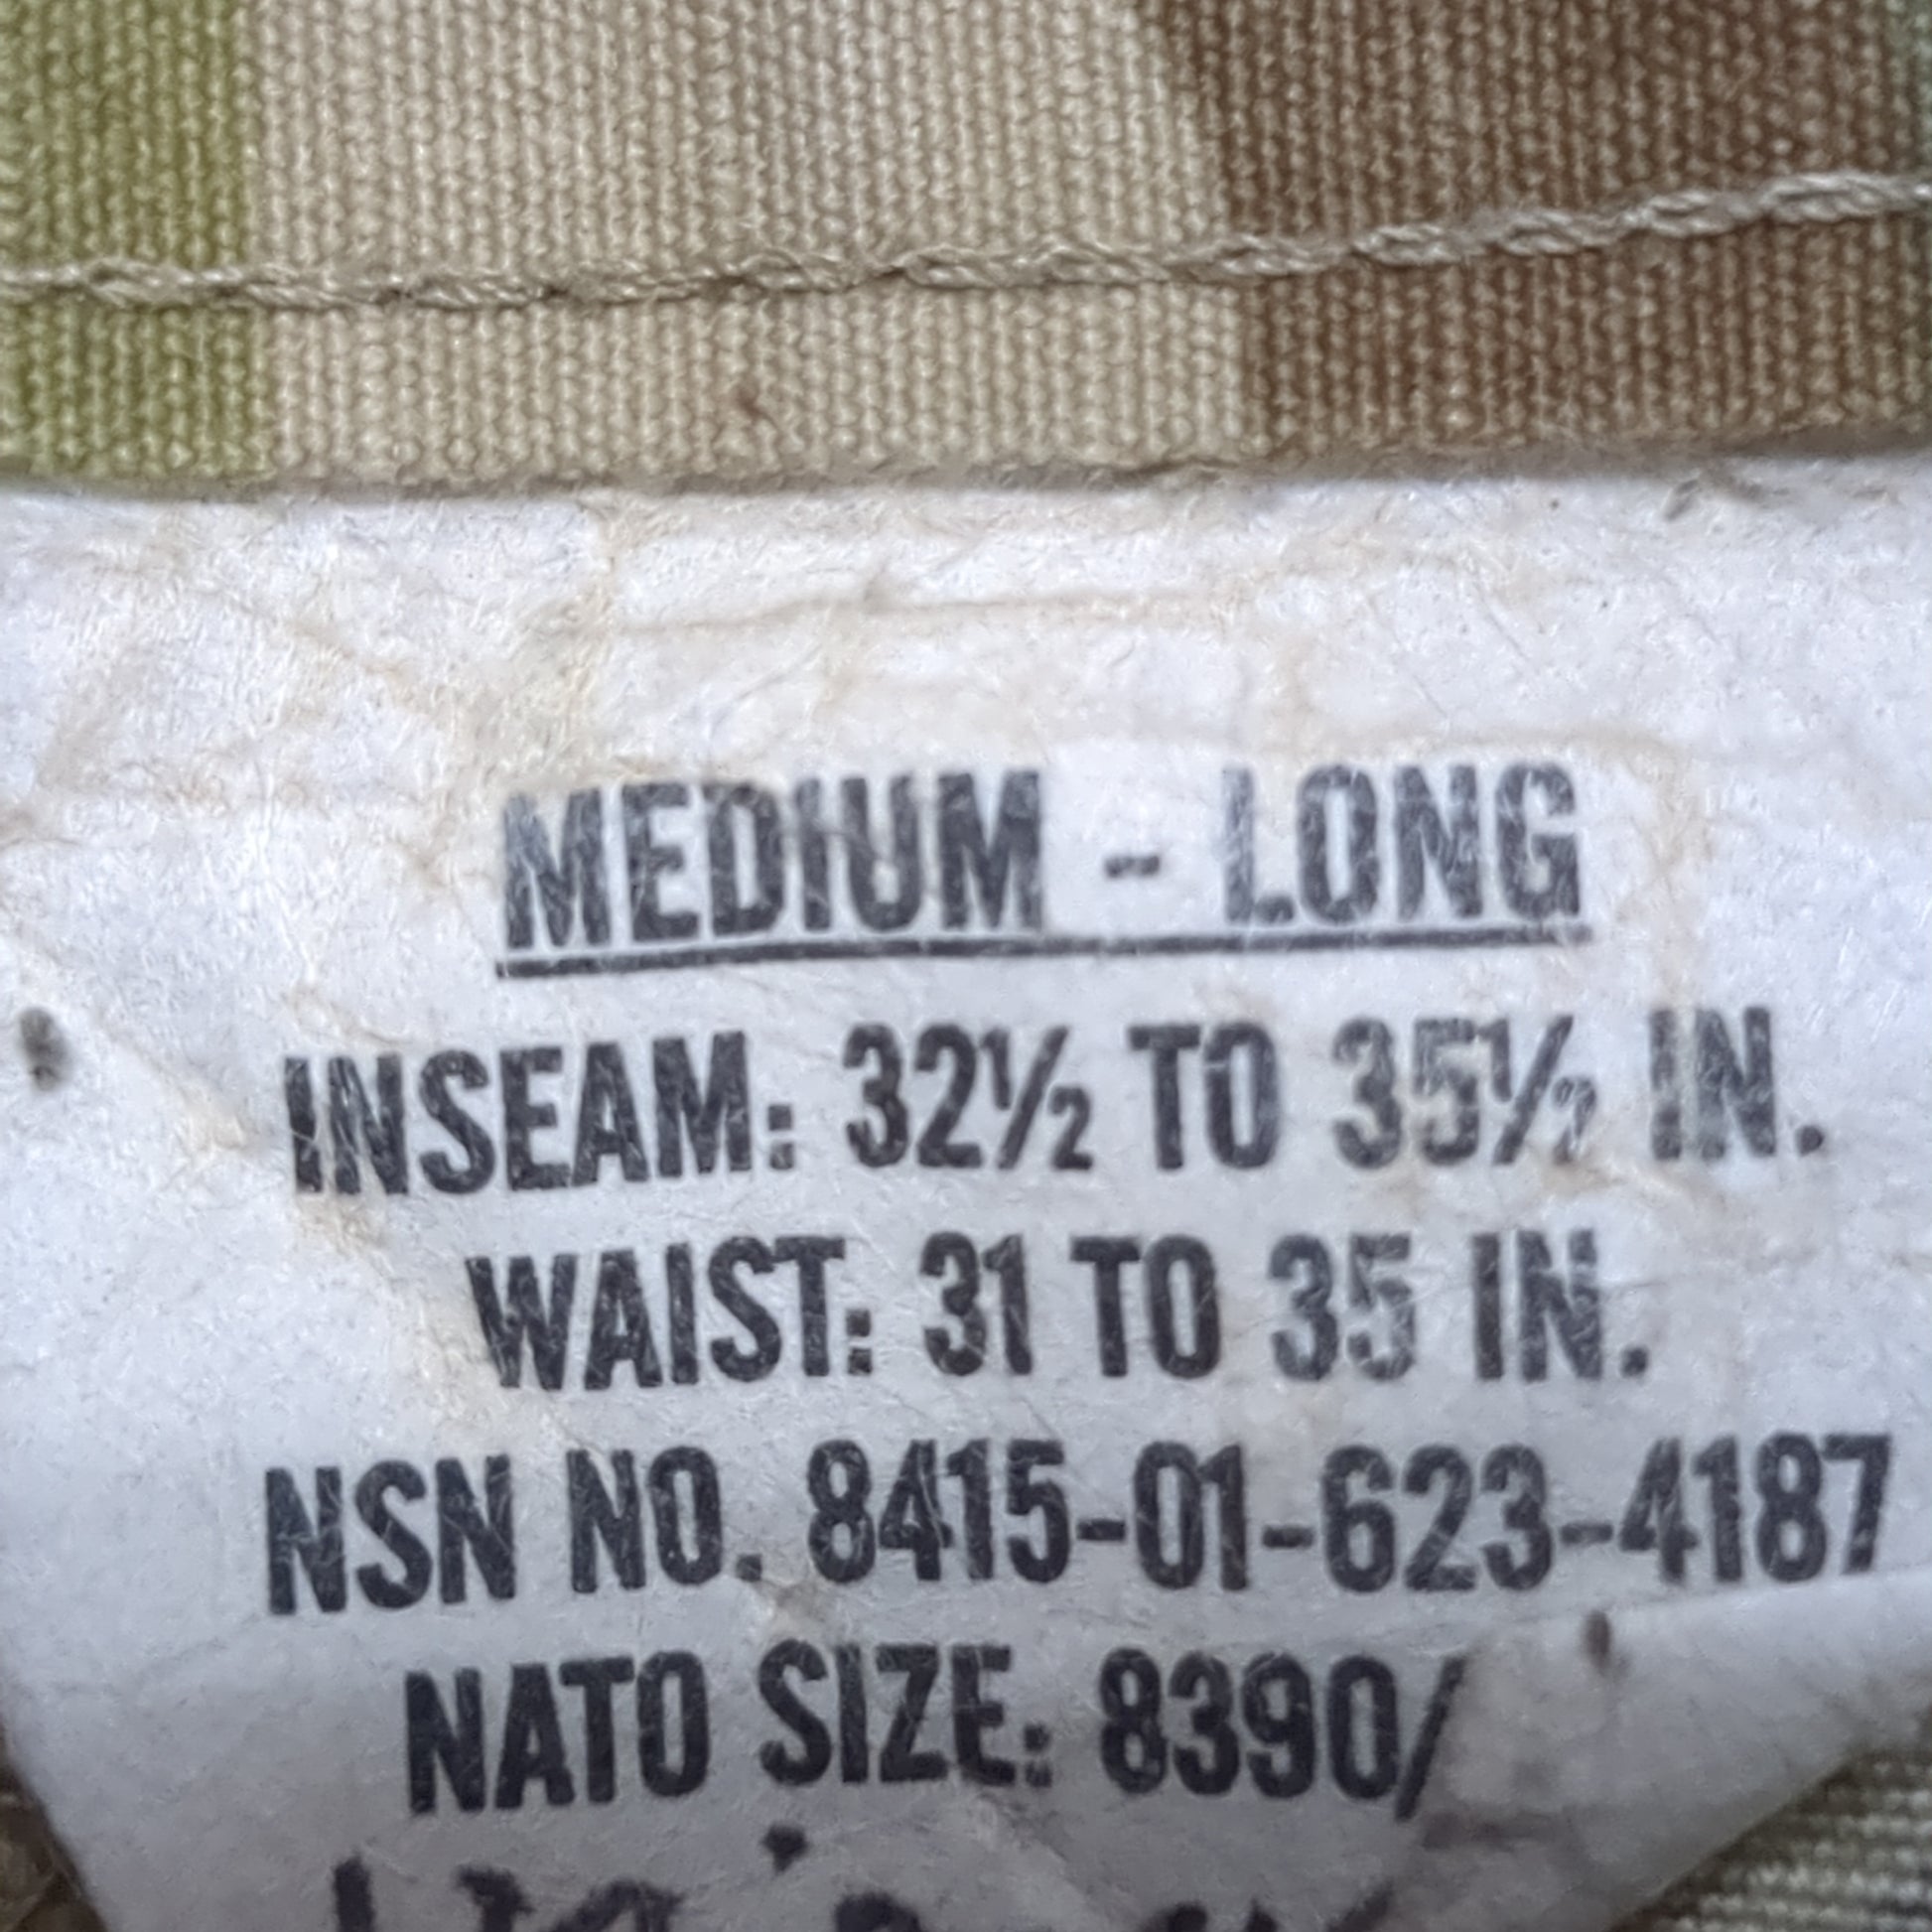 MEDIUM - LONG
INSEAM: 32½ TO 35½ IN.
WAIST: 31 TO 35 IN.
NSN NO. 8415-01-623-4187
NATO SIZE: 8390/